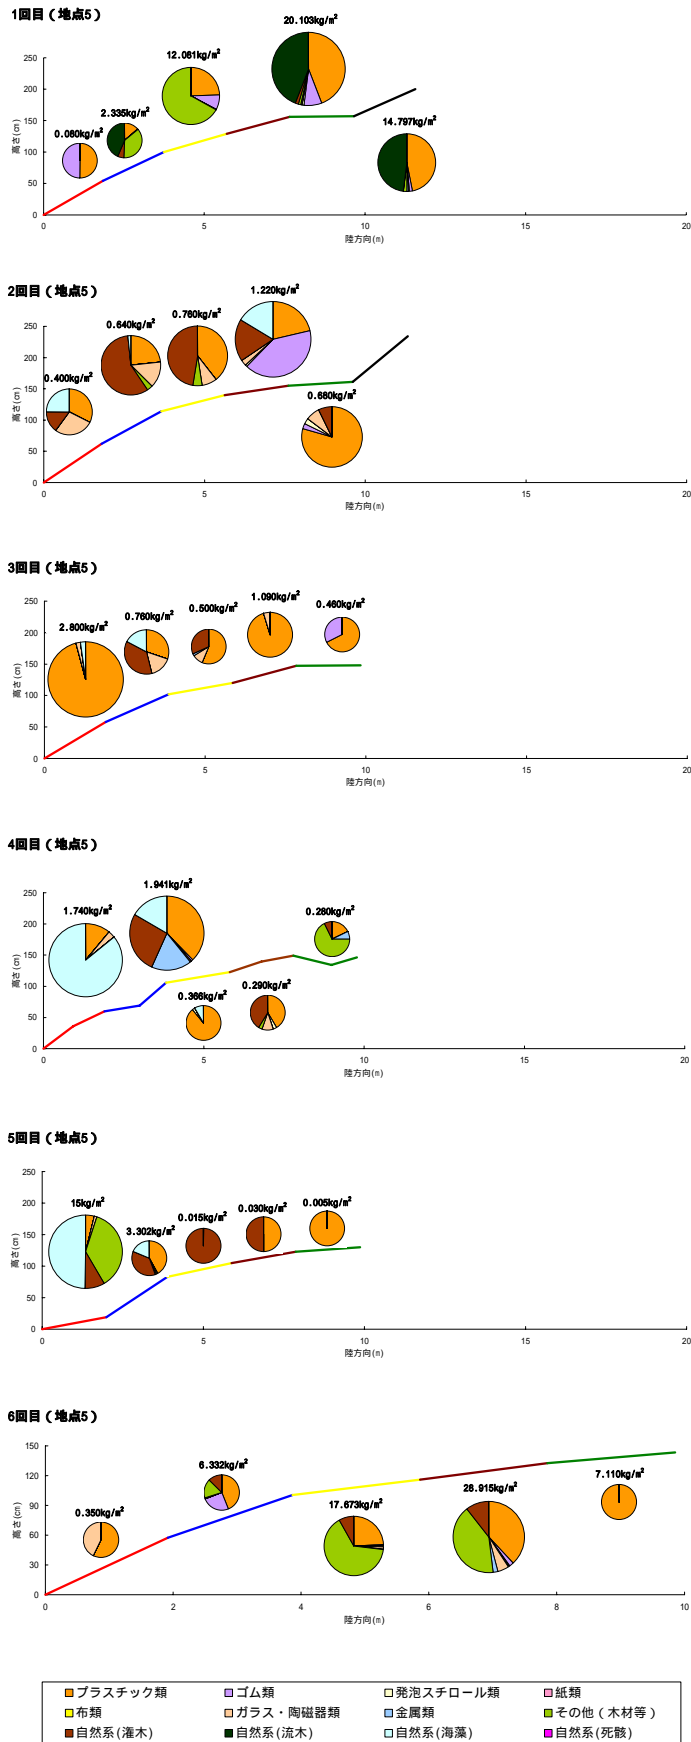 1回目（地点5）
20.103kg/㎡
12.061kg/㎡
2.335kg/㎡
0.080kg/㎡
14.797kg/㎡
高さ(㎝)
250
200
150
100
50
0
0 5 10 15 20
陸方向(m)
2回目（地点5）
1.220kg/㎡
0.760kg/㎡
0.640kg/㎡
0.400kg/㎡
0.680kg/㎡
高さ(㎝)
250
200
150
100
50
0
0 5 10 15 20
陸方向(m)
3回目（地点5）
2.800kg/㎡
0.760kg/㎡
0.500kg/㎡
1.090kg/㎡
0.460kg/㎡
高さ(㎝)
250
200
150
100
50
0
0 5 10 15 20
陸方向(m)
4回目（地点5）
1.740kg/㎡
1.941kg/㎡
0.280kg/㎡
0.366kg/㎡
0.290kg/㎡
高さ(㎝)
250
200
150
100
50
0
0 5 10 15 20
陸方向(m)
5回目（地点5）
15kg/㎡
3.302kg/㎡
0.015kg/㎡
0.030kg/㎡
0.005kg/㎡
高さ(㎝)
250
200
150
100
50
0
0 5 10 15 20
陸方向(m)
6回目（地点5）
0.350kg/㎡
6.332kg/㎡
17.673kg/㎡
28.915kg/㎡
7.110kg/㎡
高さ(㎝)
150
120
90
60
30
0
0 2 4 6 8 10
陸方向(m)
プラスチック類 ゴム類 発泡スチロール類 紙類
布類 ガラス・陶磁器類 金属類 その他（木材等）
自然系(灌木) 自然系(流木) 自然系(海藻) 自然系(死骸)